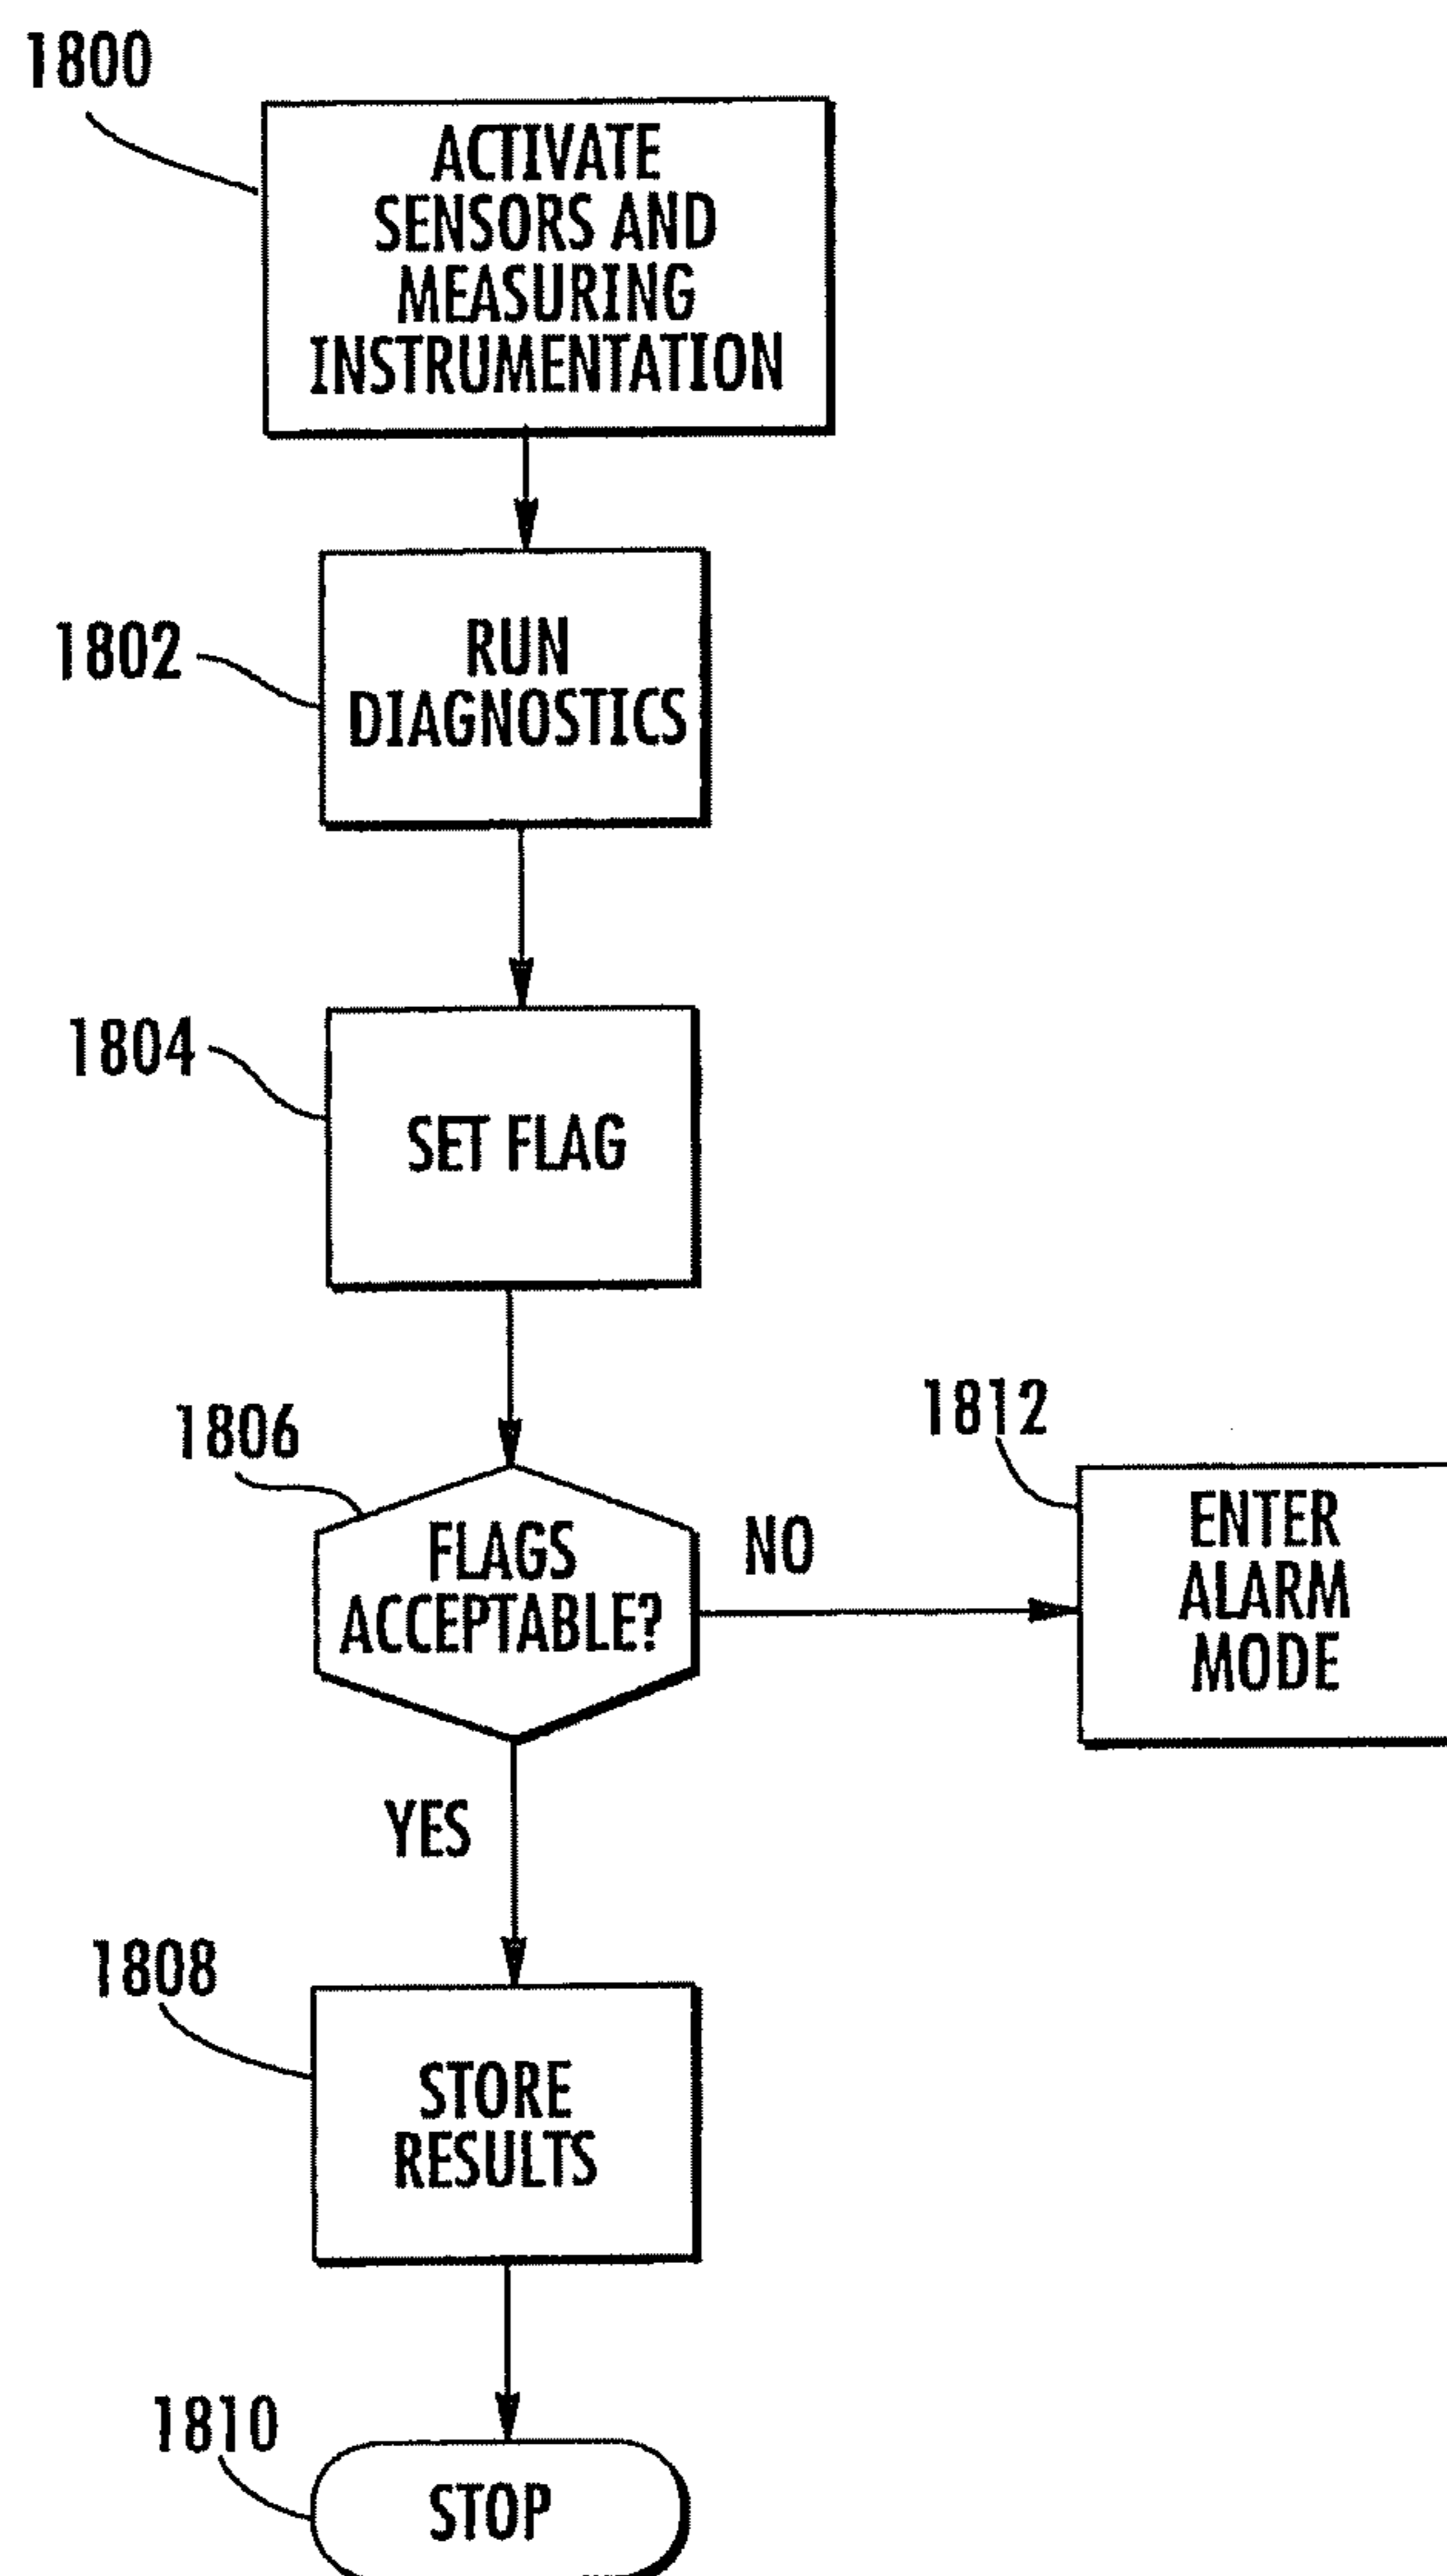 1800
ACTIVATE
SENSORS AND
MEASURING
INSTRUMENTATION
1802
RUN
DIAGNOSTICS
1804
SET FLAG
1806
FLAGS
ACCEPTABLE?
NO
1812
ENTER
ALARM
MODE
YES
1808
STORE
RESULTS
1810
STOP